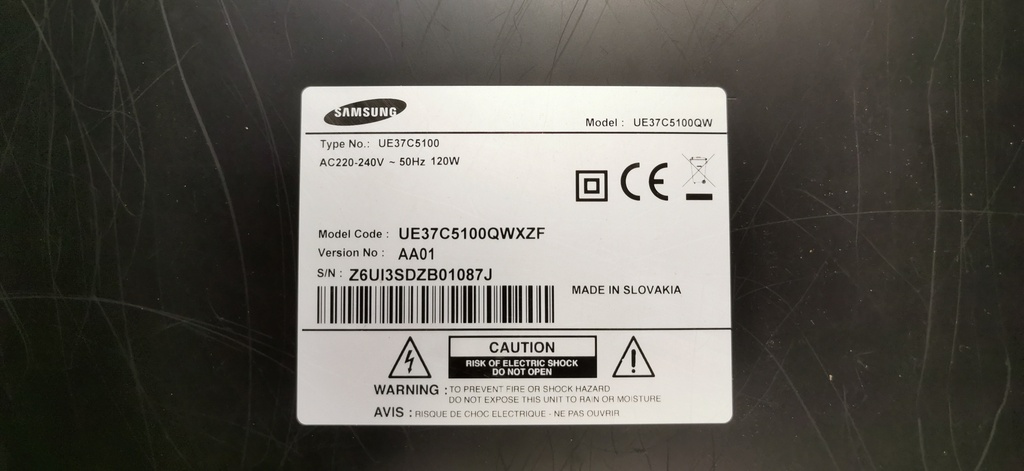 SAMSUNG
Model : UE37C5100QW
Type No.: UE37C5100
AC220-240V ~ 50Hz 120W
CE
Model Code : UE37C5100QWXZF
Version No : AA01
S/N : Z6UI3SDZB01087J
MADE IN SLOVAKIA
CAUTION
RISK OF ELECTRIC SHOCK
DO NOT OPEN
WARNING : TO PREVENT FIRE OR SHOCK HAZARD
DO NOT EXPOSE THIS UNIT TO RAIN OR MOISTURE
AVIS : RISQUE DE CHOC ELECTRIQUE - NE PAS OUVRIR